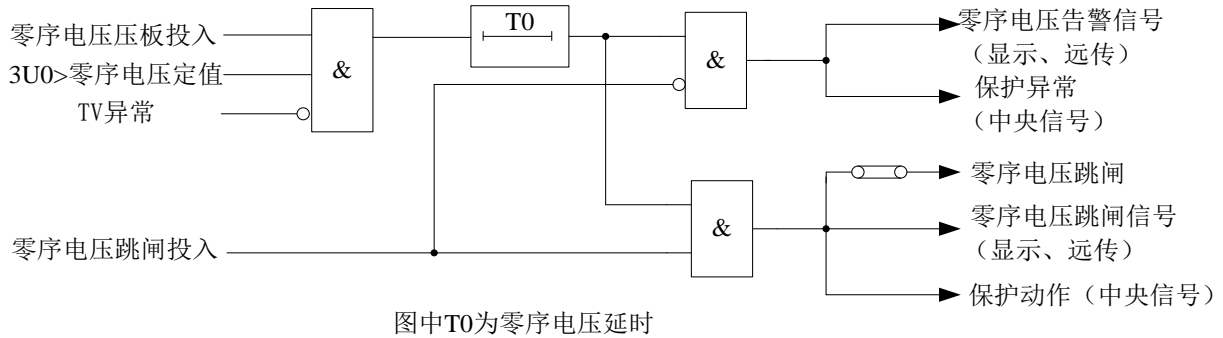 零序电压压板投入
3U0>零序电压定值
TV异常
&
T0
&
零序电压告警信号
（显示、远传）
保护异常
（中央信号）
零序电压跳闸投入
&
零序电压跳闸
零序电压跳闸信号
（显示、远传）
保护动作（中央信号）
图中T0为零序电压延时